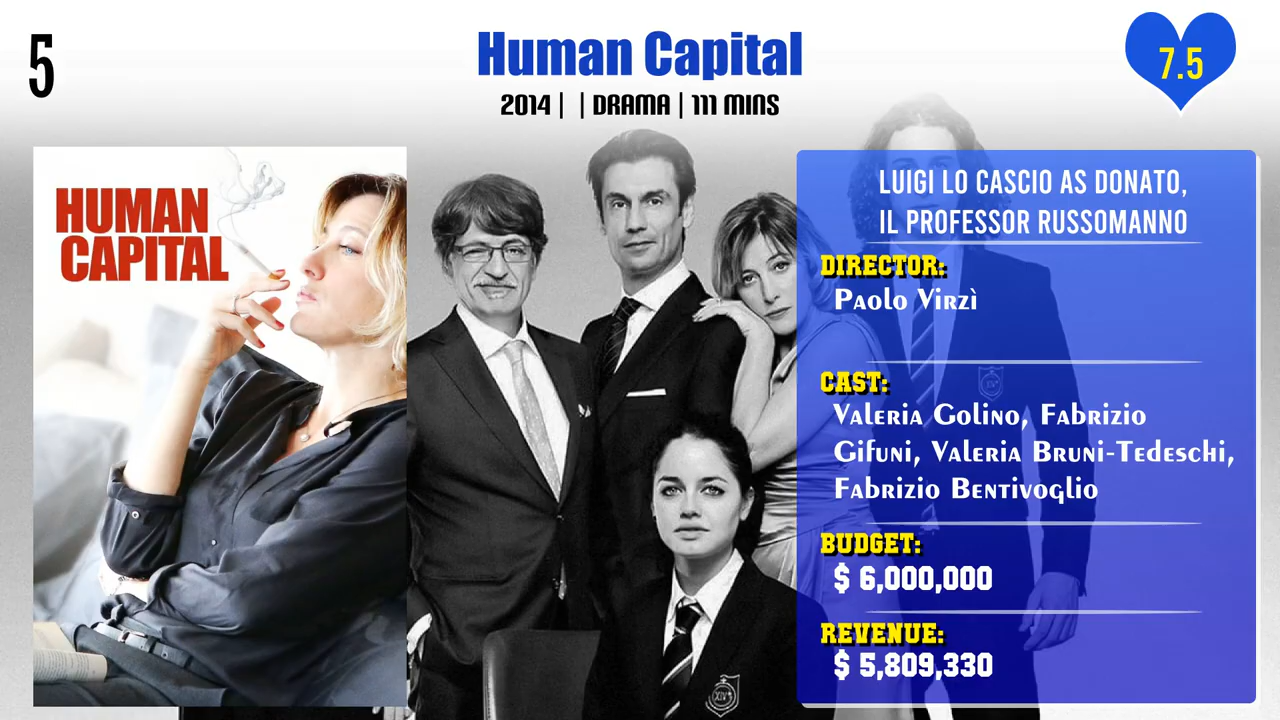 5
Human Capital
7.5
2014 | | DRAMA | 111 MINS
HUMAN
CAPITAL
LUIGI LO CASCIO AS DONATO,
IL PROFESSOR RUSSOMANNO
DIRECTOR:
Paolo Virzì
CAST:
Valeria Golino, Fabrizio
Gifuni, Valeria Bruni-Tedeschi,
Fabrizio Bentivoglio
BUDGET:
$ 6,000,000
REVENUE:
$ 5,809,330